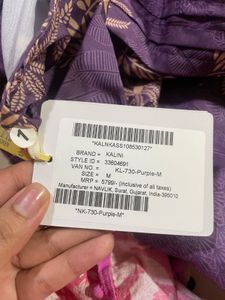 1
*KALNKASS108530127*
BRAND = KALINI
STYLE ID = 33604691
VAN NO. = KL-730-Purple-M
SIZE = M
MRP = 5799/- (inclusive of all taxes)
Manufacturer = NAVLIK, Surat, Gujarat, India-395010
*NK-730-Purple-M*